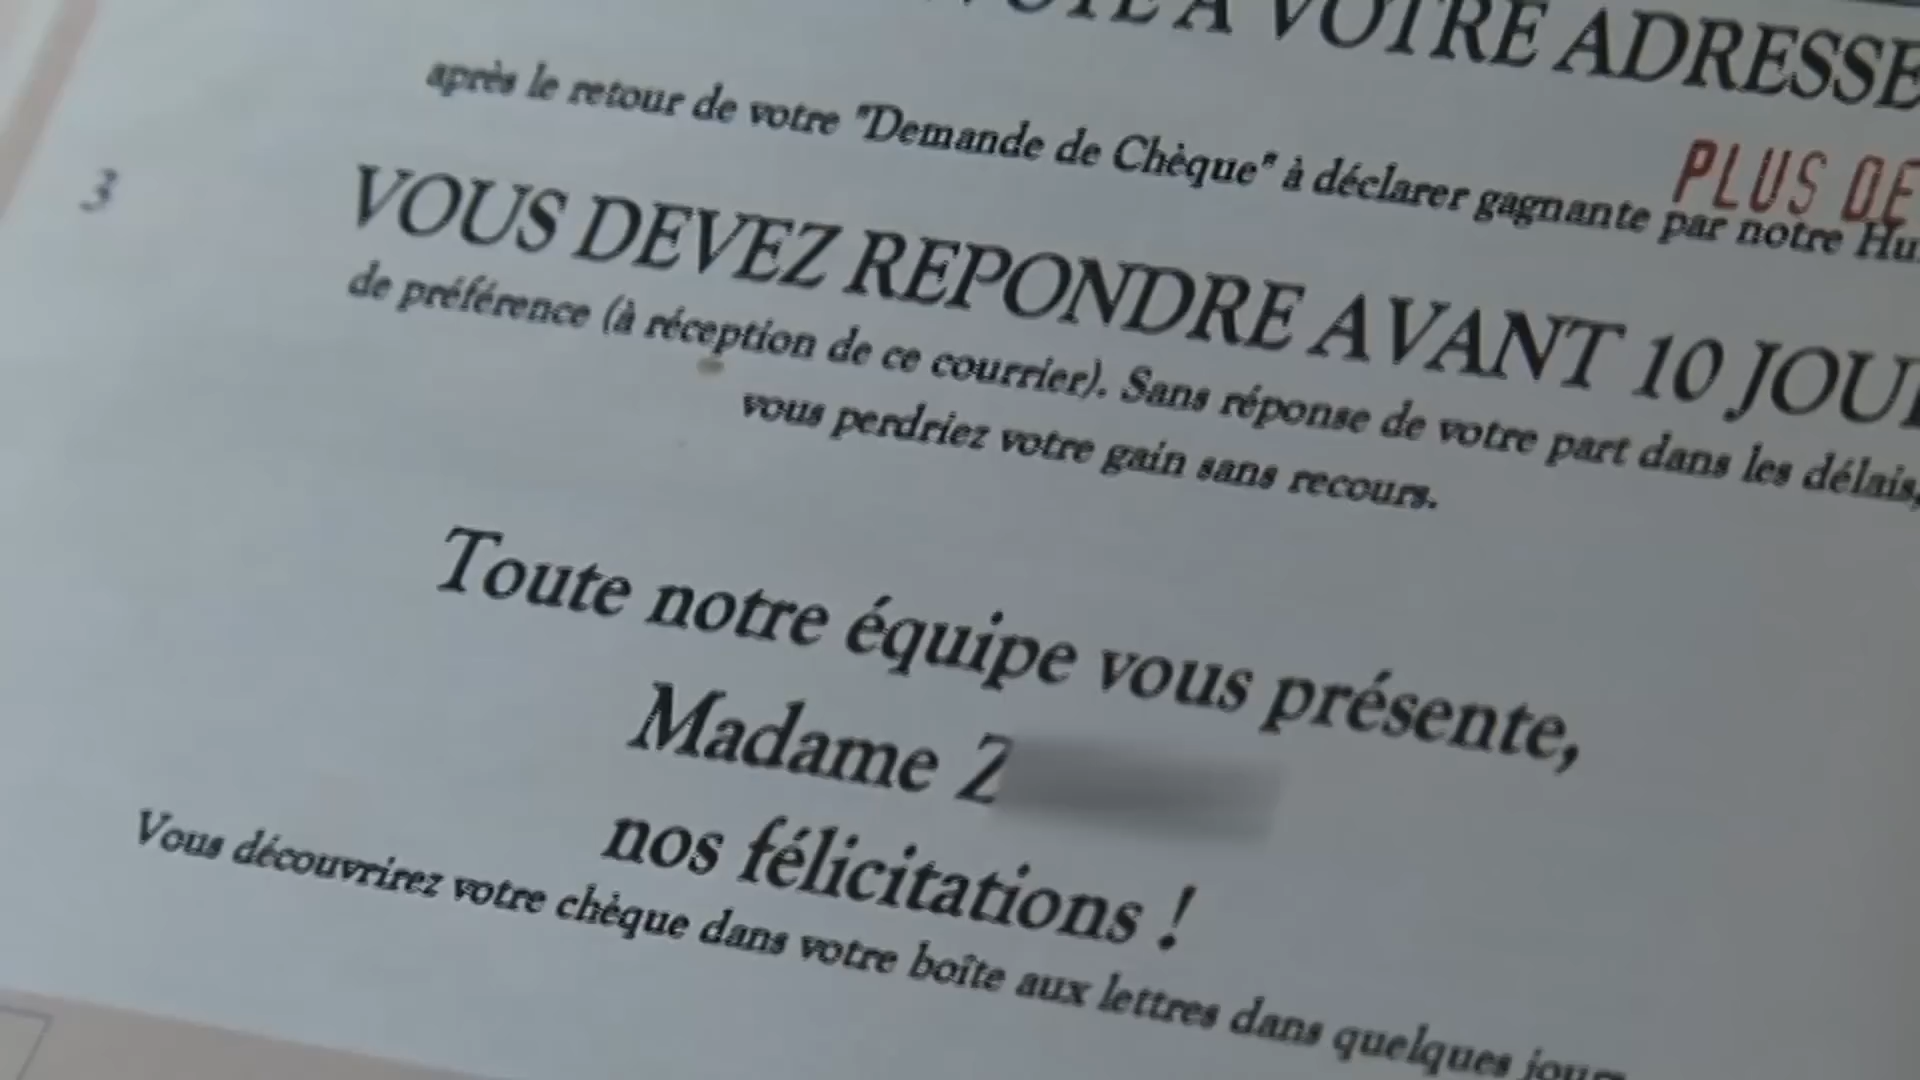 A VOTRE ADRESSE
après le retour de votre "Demande de Chèque" à déclarer gagnante par notre
PLUS DE
3
VOUS DEVEZ REPONDRE AVANT 10
de préférence (à réception de ce courrier). Sans réponse de votre part dans les délais,
vous perdriez votre gain sans recours.
Toute notre équipe vous présente,
Madame Z
nos félicitations !
Vous découvrirez votre chèque dans votre boîte aux lettres dans quelques jours